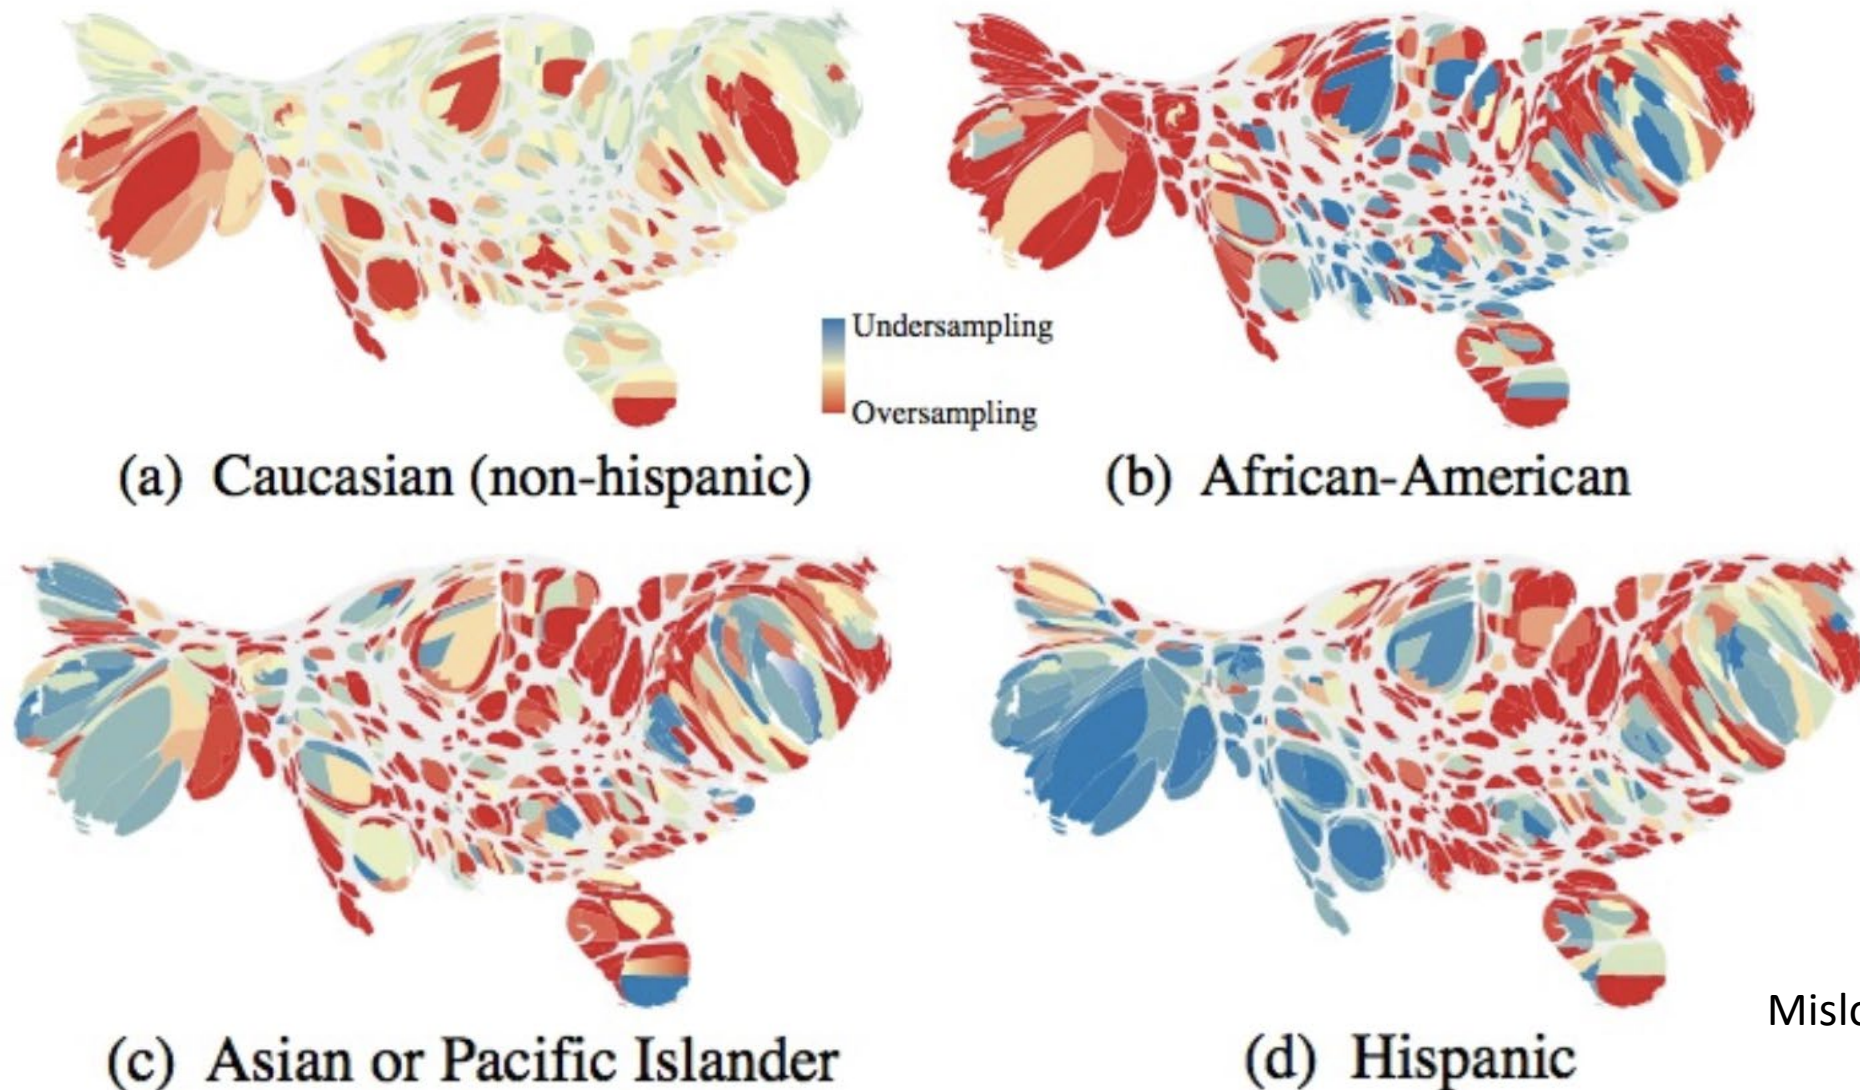 Undersampling
Oversampling
(a) Caucasian (non-hispanic)
(b) African-American
(c) Asian or Pacific Islander
(d) Hispanic